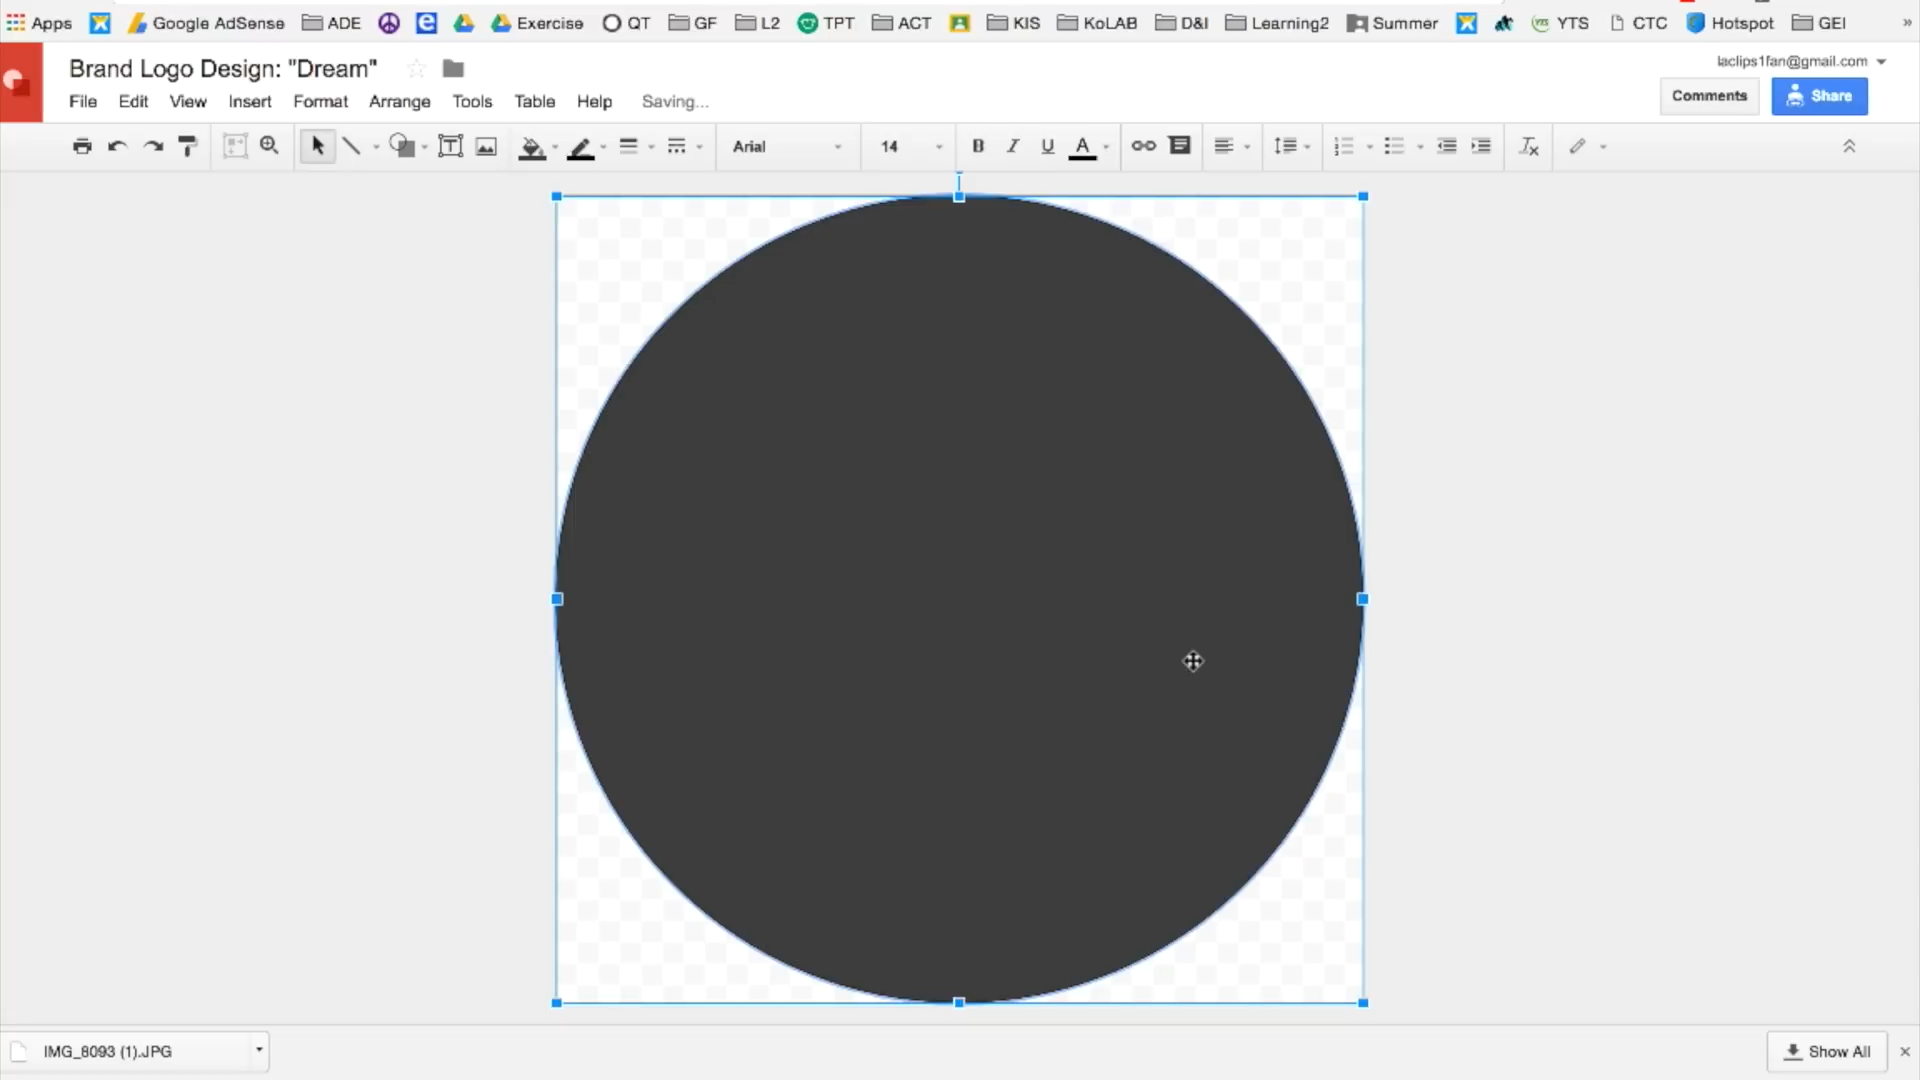 Apps Google AdSense ADE Exercise QT GF L2 TPT ACT KIS KoLAB D&I Learning2 Summer YTS CTC Hotspot GEI »
Brand Logo Design: "Dream"
laclips1fan@gmail.com
File Edit View Insert Format Arrange Tools Table Help Saving...
Comments Share
Arial 14 B I U A
IMG_8093 (1).JPG
Show All